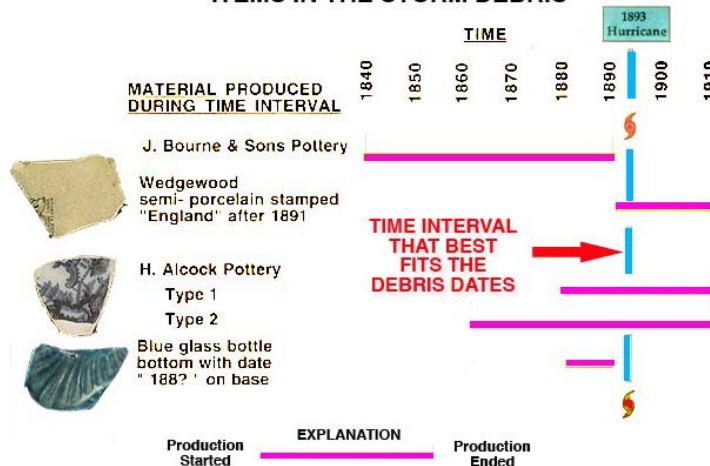 1893
Hurricane
TIME
1840
1850
1860
1870
1880
1890
1900
MATERIAL PRODUCED
DURING TIME INTERVAL
J. Bourne & Sons Pottery
Wedgewood
semi- porcelain stamped
"England" after 1891
TIME INTERVAL
THAT BEST
FITS THE
DEBRIS DATES
H. Alcock Pottery
Type 1
Type 2
Blue glass bottle
bottom with date
" 188? ' on base
EXPLANATION
Production
Started
Production
Ended